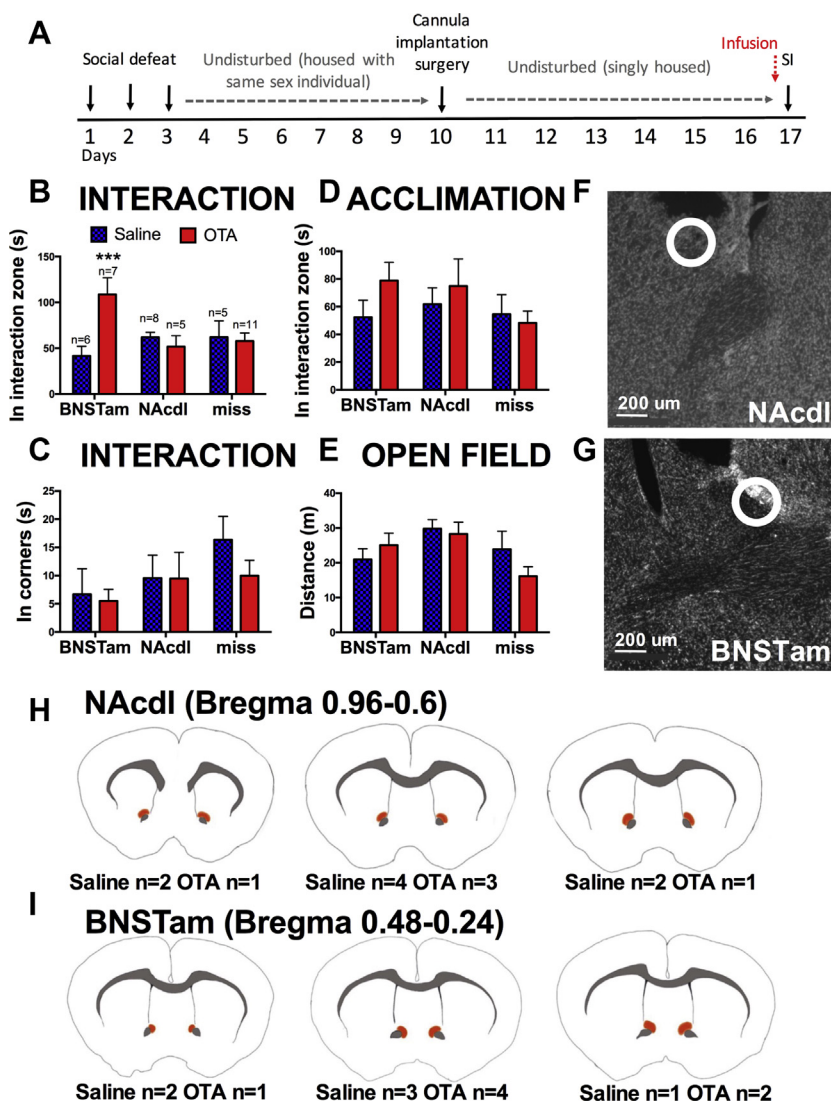 A
Social defeat
Undisturbed (housed with
same sex individual)
Cannula
implantation
surgery
Undisturbed (singly housed)
Infusion
SI
1 2 3 4 5 6 7 8 9 10 11 12 13 14 15 16 17
Days
B INTERACTION
Saline OTA
In interaction zone (s)
150
100
50
0
***
n=7
n=6
n=8
n=5
n=5
n=11
BNSTam NAcdl miss
D ACCLIMATION
In interaction zone (s)
100
80
60
40
20
0
BNSTam NAcdl miss
F
200 um
NAcdl
C INTERACTION
In corners (s)
25
20
15
10
5
0
BNSTam NAcdl miss
E OPEN FIELD
Distance (m)
40
30
20
10
0
BNSTam NAcdl miss
G
200 um
BNSTam
H NAcdl (Bregma 0.96-0.6)
Saline n=2 OTA n=1
Saline n=4 OTA n=3
Saline n=2 OTA n=1
I BNSTam (Bregma 0.48-0.24)
Saline n=2 OTA n=1
Saline n=3 OTA n=4
Saline n=1 OTA n=2